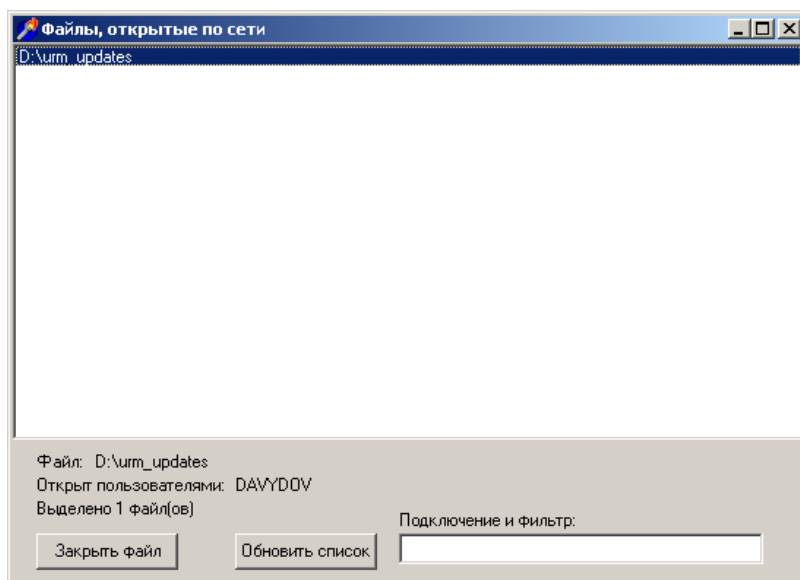 Файлы, открытые по сети
D:\urm_updates
Файл: D:\urm_updates
Открыт пользователями: DAVYDOV
Выделено 1 файл(ов)
Подключение и фильтр:
Закрыть файл Обновить список